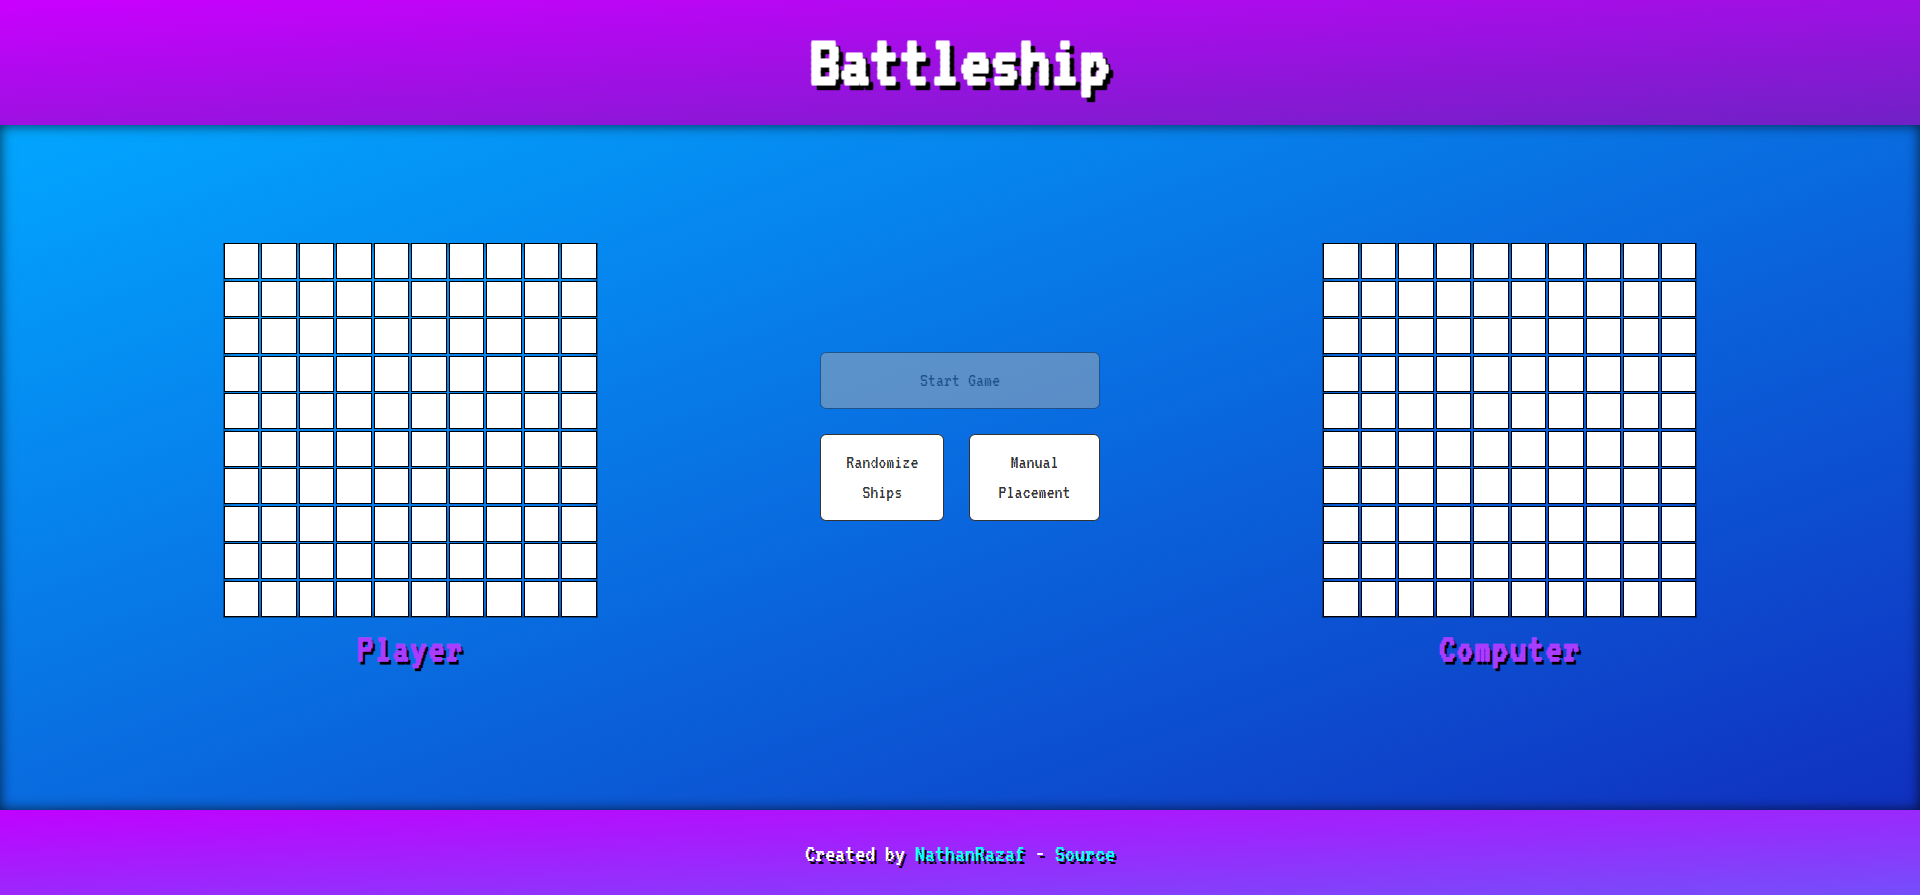 Battleship
Start Game
Randomize
Ships
Manual
Placement
Player
Computer
Created by NathanRazaf - Source